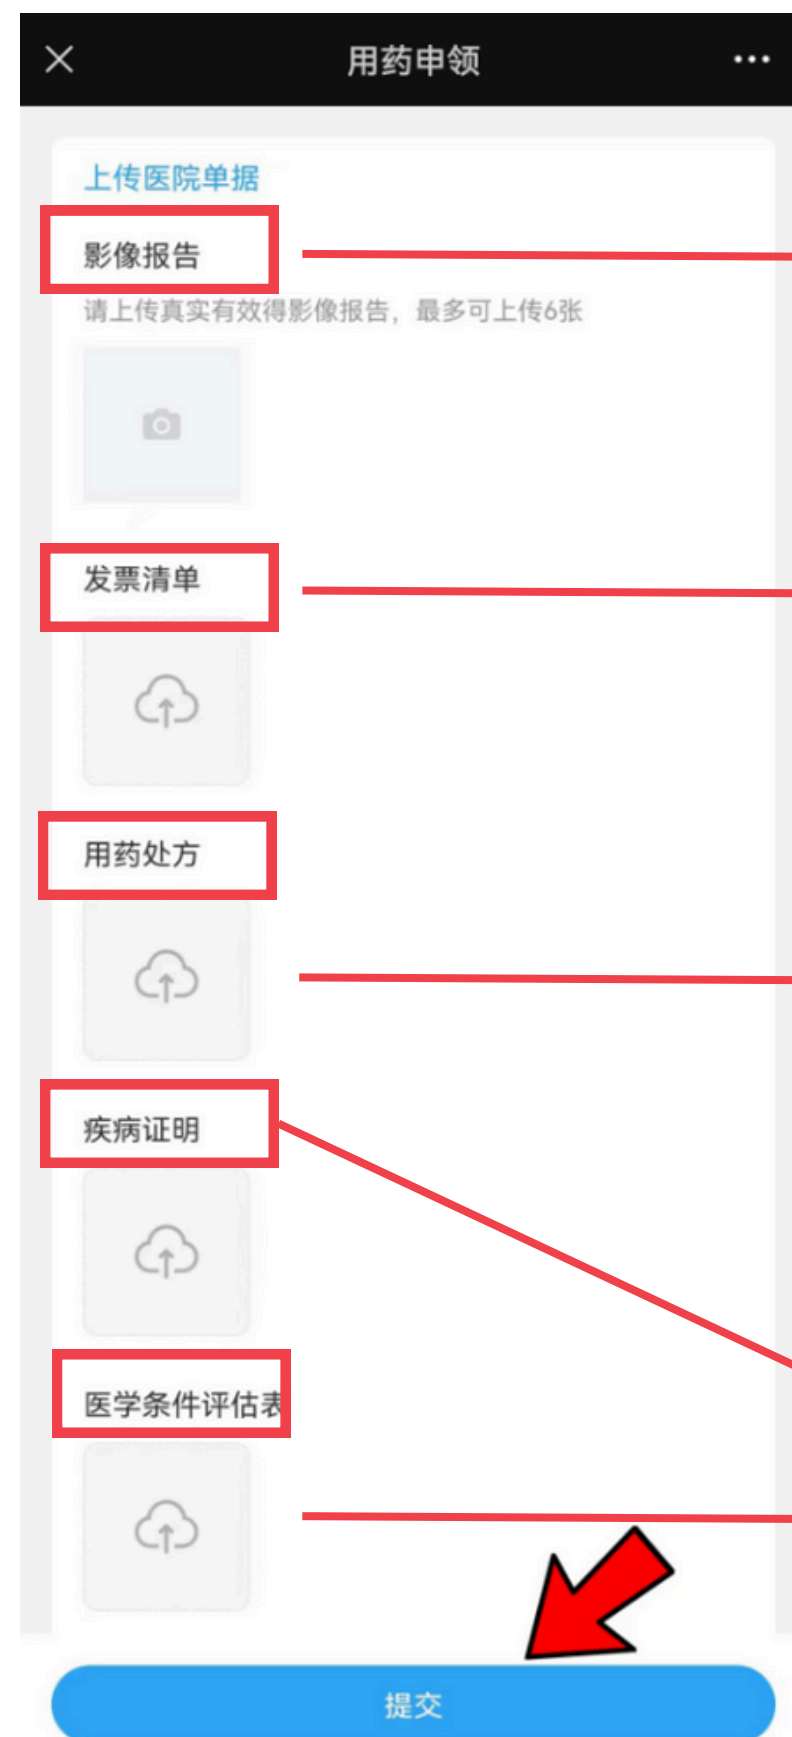 用药申领
上传医院单据
影像报告
请上传真实有效得影像报告，最多可上传6张
发票清单
用药处方
疾病证明
医学条件评估表
提交